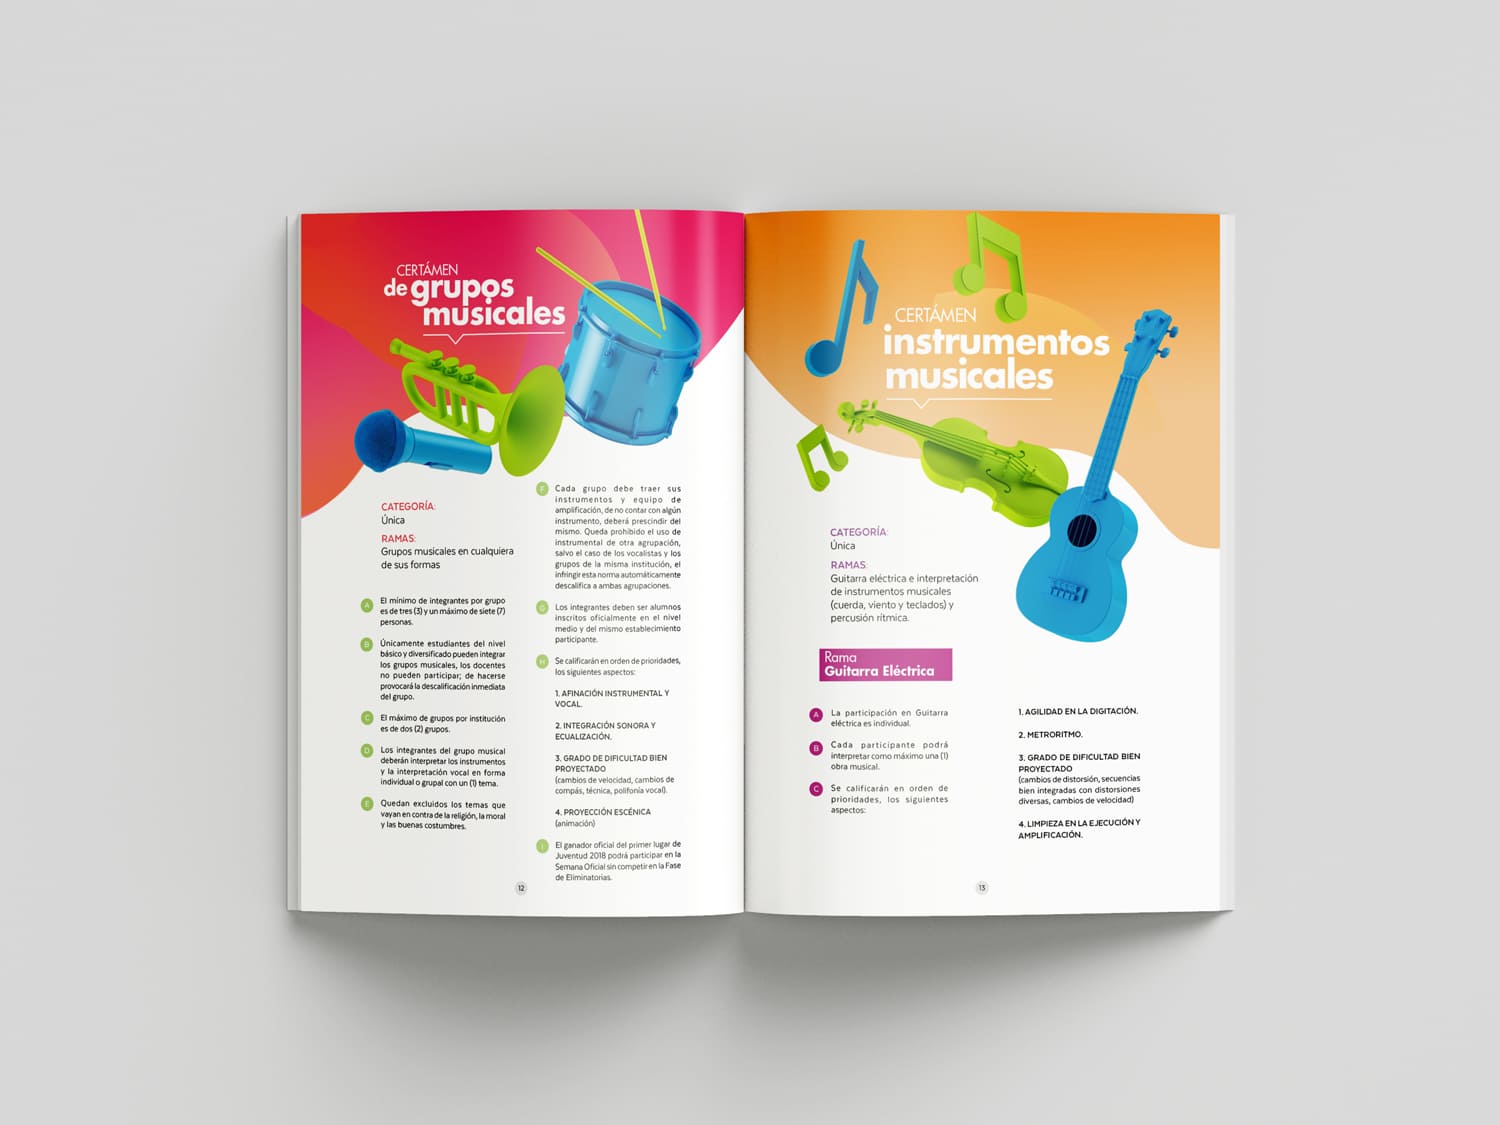 CERTÁMEN
de grupos
musicales
CATEGORÍA:
Única
RAMAS:
Grupos musicales en cualquiera
de sus formas
A El mínimo de integrantes por grupo
es de tres (3) y un máximo de siete (7)
personas.
B Únicamente estudiantes del nivel
básico y diversificado pueden integrar
los grupos musicales, los docentes
no pueden participar; de hacerse
provocará la descalificación inmediata
del grupo.
C El máximo de grupos por institución
es de dos (2) grupos.
D Los integrantes del grupo musical
deberán interpretar los instrumentos
y la interpretación vocal en forma
individual o grupal con un (1) tema.
E Quedan excluidos los temas que
vayan en contra de la religión, la moral
y las buenas costumbres.
F Cada grupo debe traer sus
instrumentos y equipo de
amplificación, de no contar con algún
instrumento, deberá prescindir del
mismo. Queda prohibido el uso de
instrumental de otra agrupación,
salvo el caso de los vocalistas y los
grupos de la misma institución, el
infringir esta norma automáticamente
descalifica a ambas agrupaciones.
G Los integrantes deben ser alumnos
inscritos oficialmente en el nivel
medio y del mismo establecimiento
participante.
H Se calificarán en orden de prioridades,
los siguientes aspectos:
1. AFINACIÓN INSTRUMENTAL Y
VOCAL.
2. INTEGRACIÓN SONORA Y
ECUALIZACIÓN.
3. GRADO DE DIFICULTAD BIEN
PROYECTADO
(cambios de velocidad, cambios de
compás, técnica, polifonía vocal).
4. PROYECCIÓN ESCÉNICA
(animación)
I El ganador oficial del primer lugar de
Juventud 2018 podrá participar en la
Semana Oficial sin competir en la Fase
de Eliminatorias.
12
CERTÁMEN
instrumentos
musicales
CATEGORÍA:
Única
RAMAS:
Guitarra eléctrica e interpretación
de instrumentos musicales
(cuerda, viento y teclados) y
percusión rítmica.
Rama
Guitarra Eléctrica
A La participación en Guitarra
eléctrica es individual.
B Cada participante podrá
interpretar como máximo una (1)
obra musical.
C Se calificarán en orden de
prioridades, los siguientes
aspectos:
1. AGILIDAD EN LA DIGITACIÓN.
2. METRORITMO.
3. GRADO DE DIFICULTAD BIEN
PROYECTADO
(cambios de distorsión, secuencias
bien integradas con distorsiones
diversas, cambios de velocidad)
4. LIMPIEZA EN LA EJECUCIÓN Y
AMPLIFICACIÓN.
13